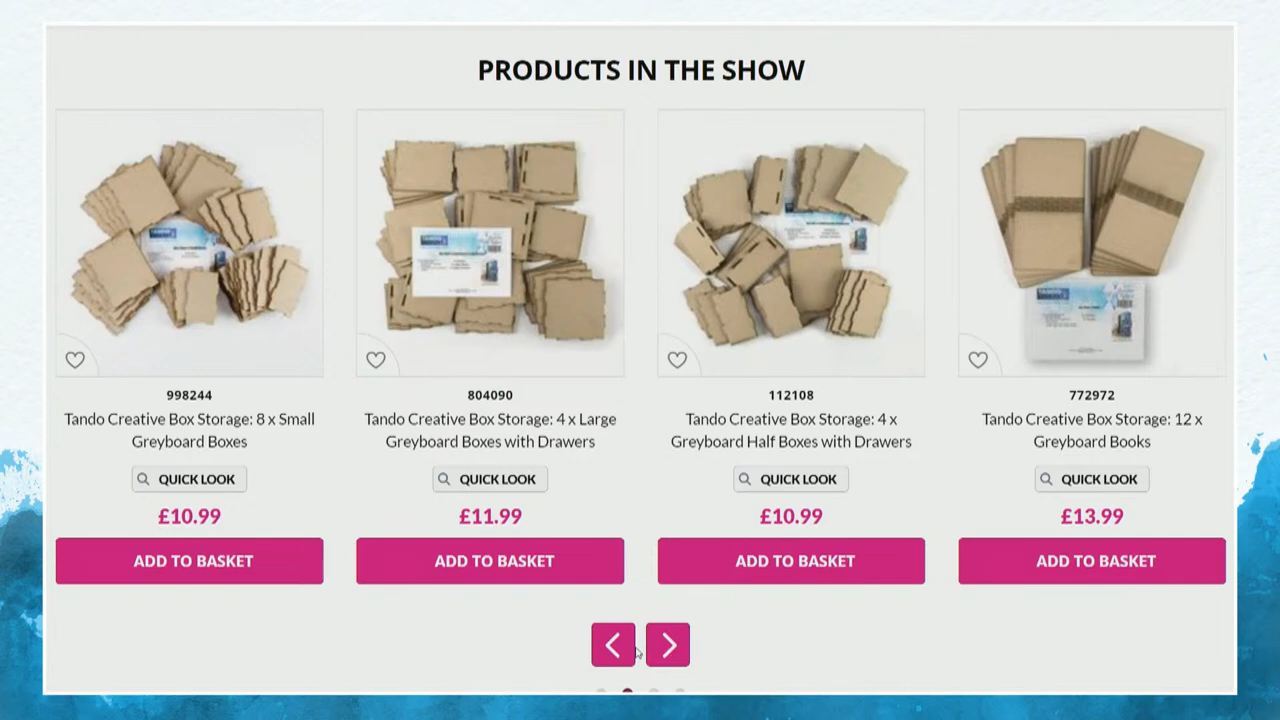 PRODUCTS IN THE SHOW
998244
Tando Creative Box Storage: 8 x Small
Greyboard Boxes
QUICK LOOK
£10.99
ADD TO BASKET
804090
Tando Creative Box Storage: 4 x Large
Greyboard Boxes with Drawers
QUICK LOOK
£11.99
ADD TO BASKET
112108
Tando Creative Box Storage: 4 x
Greyboard Half Boxes with Drawers
QUICK LOOK
£10.99
ADD TO BASKET
772972
Tando Creative Box Storage: 12 x
Greyboard Books
QUICK LOOK
£13.99
ADD TO BASKET